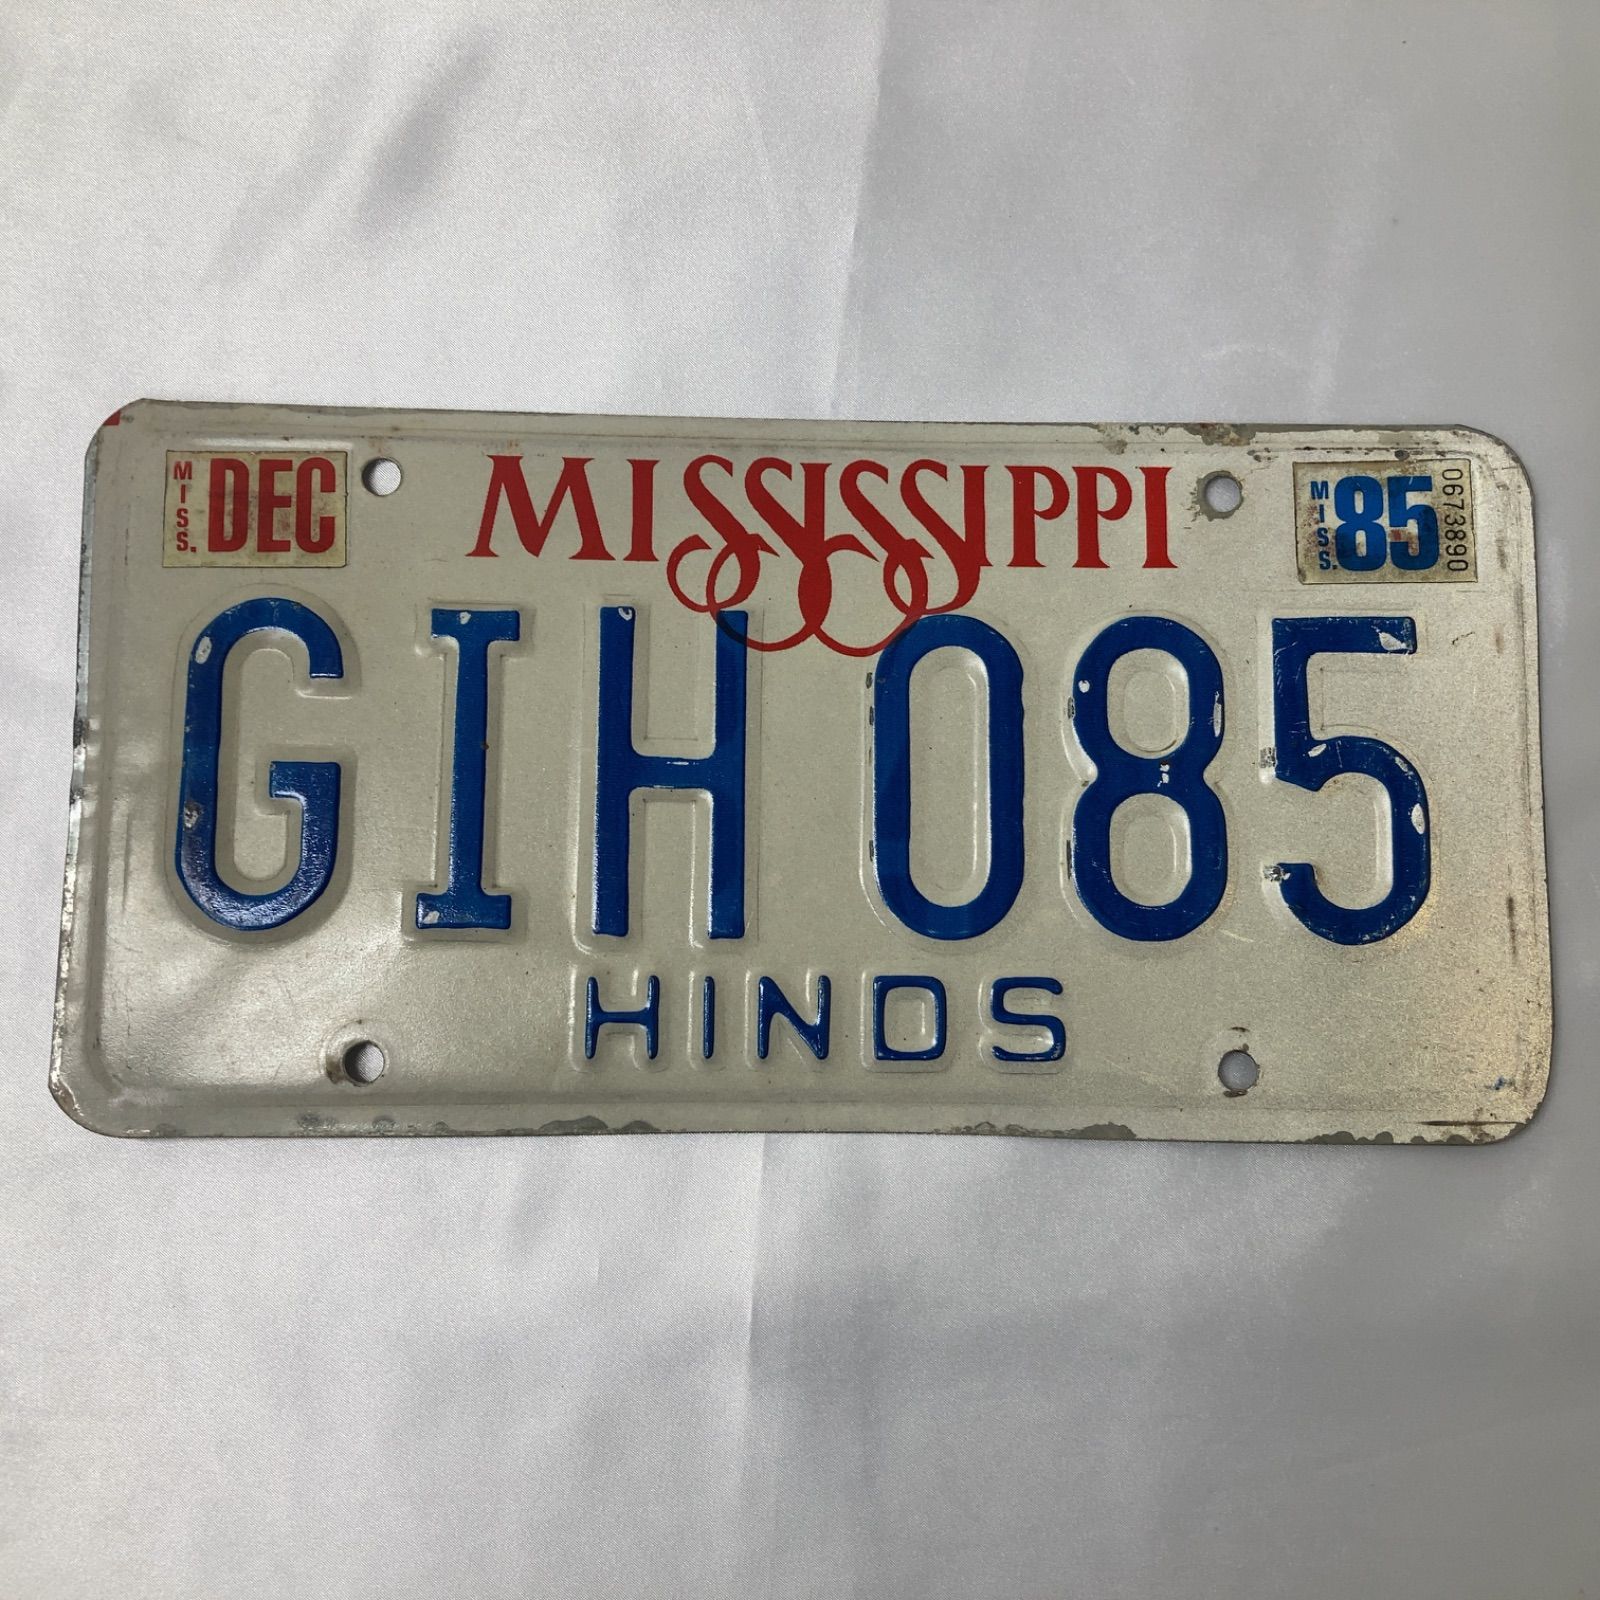 MISS. DEC
MISSISSIPPI
MISS. 85 0673890
GIH 085
HINDS